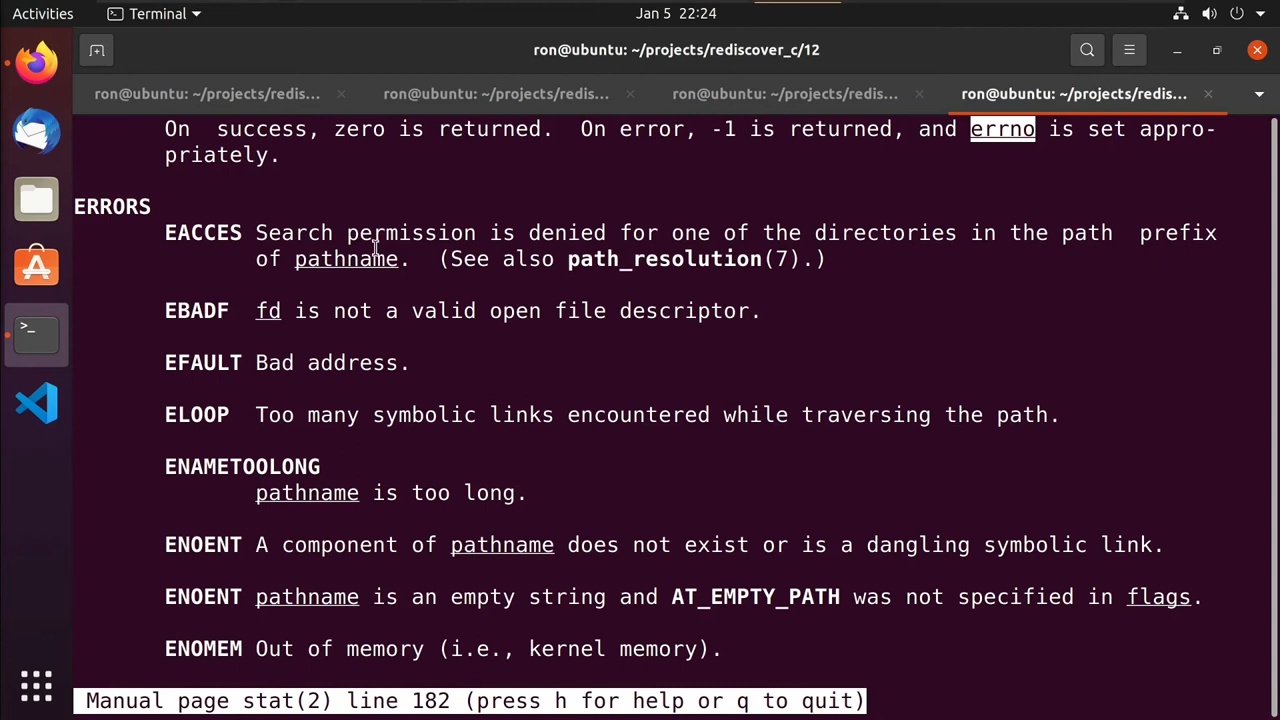 Activities Terminal Jan 5 22:24
ron@ubuntu: ~/projects/rediscover_c/12
ron@ubuntu: ~/projects/redis... ron@ubuntu: ~/projects/redis... ron@ubuntu: ~/projects/redis... ron@ubuntu: ~/projects/redis...
On  success, zero is returned.  On error, -1 is returned, and errno is set appro-
priately.
ERRORS
EACCES Search permission is denied for one of the directories in the path  prefix
of pathname.  (See also path_resolution(7).)
EBADF  fd is not a valid open file descriptor.
EFAULT Bad address.
ELOOP  Too many symbolic links encountered while traversing the path.
ENAMETOOLONG
pathname is too long.
ENOENT A component of pathname does not exist or is a dangling symbolic link.
ENOENT pathname is an empty string and AT_EMPTY_PATH was not specified in flags.
ENOMEM Out of memory (i.e., kernel memory).
Manual page stat(2) line 182 (press h for help or q to quit)